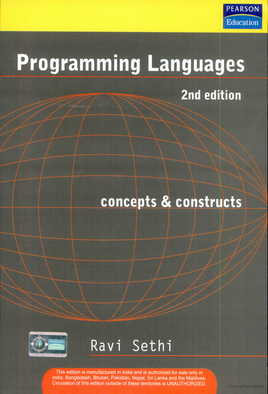 PEARSON
Education
Programming Languages
2nd edition
concepts & constructs
Ravi Sethi
This edition is manufactured in India and is authorized for sale only in
India, Bangladesh, Bhutan, Pakistan, Nepal, Sri Lanka and the Maldives.
Circulation of this edition outside of these territories is UNAUTHORIZED.